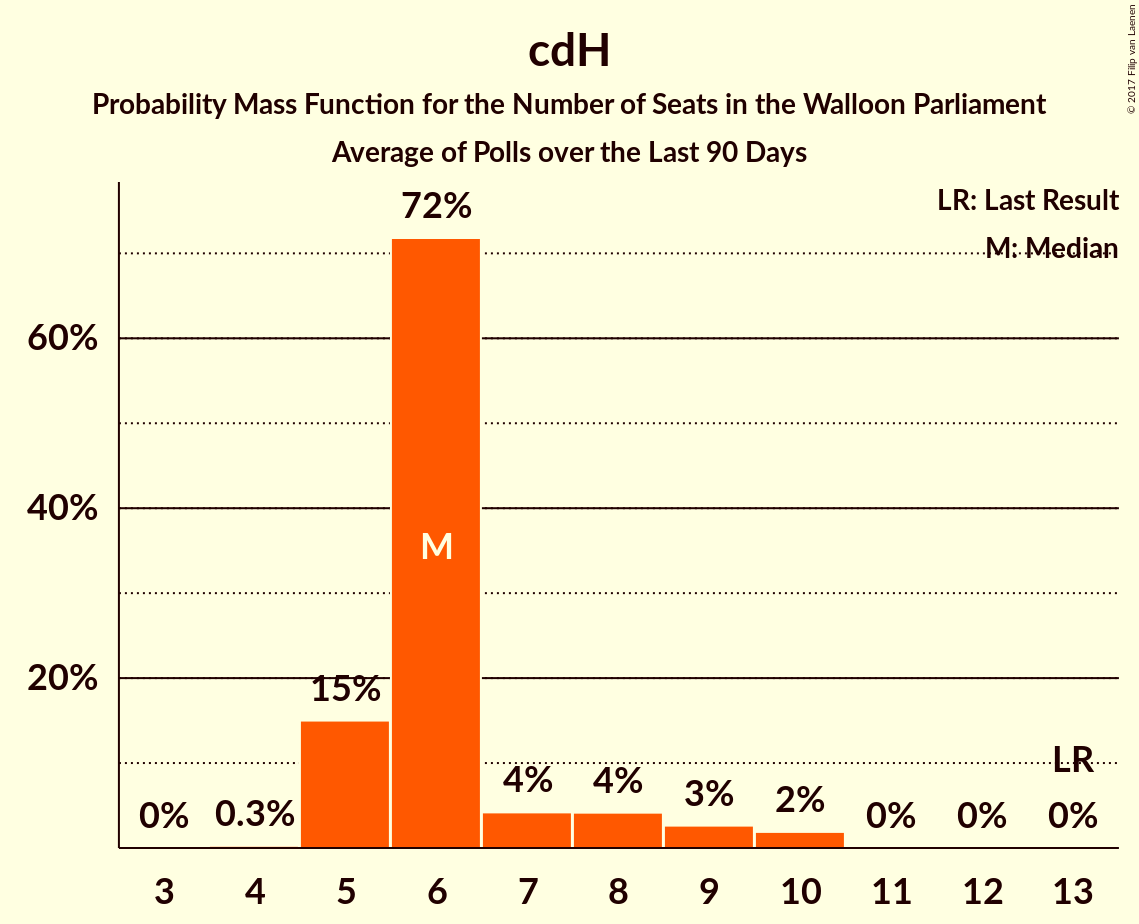 cdH
Probability Mass Function for the Number of Seats in the Walloon Parliament
Average of Polls over the Last 90 Days
© 2017 Filip van Laenen
LR: Last Result
M: Median
60%
40%
20%
0%
0.3%
15%
72%
M
4%
4%
3%
2%
0%
0%
LR
0%
3 4 5 6 7 8 9 10 11 12 13